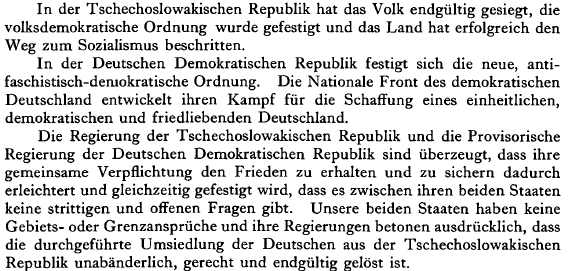 In der Tschechoslowakischen Republik hat das Volk endgültig gesiegt, die
volksdemokratische Ordnung wurde gefestigt und das Land hat erfolgreich den
Weg zum Sozialismus beschritten.
In der Deutschen Demokratischen Republik festigt sich die neue, anti-
faschistisch-demokratische Ordnung. Die Nationale Front des demokratischen
Deutschland entwickelt ihren Kampf für die Schaffung eines einheitlichen,
demokratischen und friedliebenden Deutschland.
Die Regierung der Tschechoslowakischen Republik und die Provisorische
Regierung der Deutschen Demokratischen Republik sind überzeugt, dass ihre
gemeinsame Verpflichtung den Frieden zu erhalten und zu sichern dadurch
erleichtert und gleichzeitig gefestigt wird, dass es zwischen ihren beiden Staaten
keine strittigen und offenen Fragen gibt. Unsere beiden Staaten haben keine
Gebiets- oder Grenzansprüche und ihre Regierungen betonen ausdrücklich, dass
die durchgeführte Umsiedlung der Deutschen aus der Tschechoslowakischen
Republik unabänderlich, gerecht und endgültig gelöst ist.